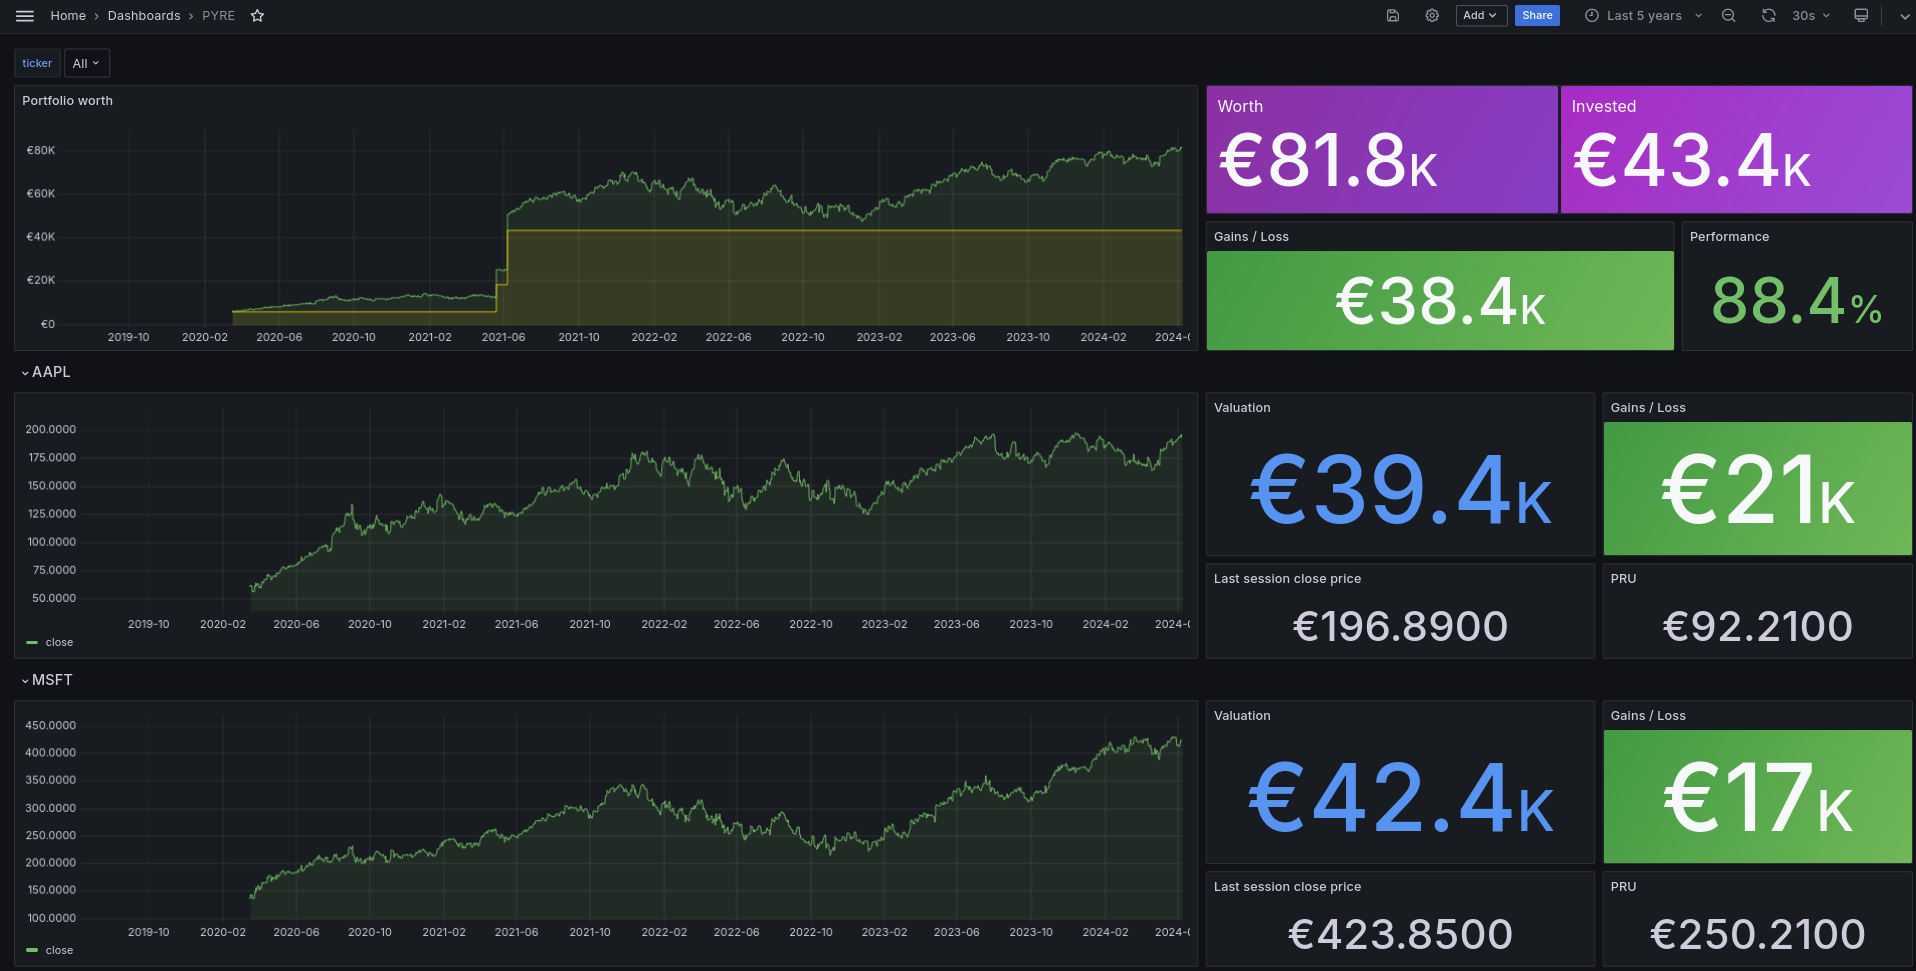 Home › Dashboards › PYRE
Add
Share
Last 5 years
30s
ticker
All
Portfolio worth
€80K
€60K
€40K
€20K
€0
2019-10 2020-02 2020-06 2020-10 2021-02 2021-06 2021-10 2022-02 2022-06 2022-10 2023-02 2023-06 2023-10 2024-02 2024-
Worth
€81.8K
Invested
€43.4K
Gains / Loss
€38.4K
Performance
88.4%
AAPL
200.0000
175.0000
150.0000
125.0000
100.0000
75.0000
50.0000
2019-10 2020-02 2020-06 2020-10 2021-02 2021-06 2021-10 2022-02 2022-06 2022-10 2023-02 2023-06 2023-10 2024-02 2024-
close
Valuation
€39.4K
Gains / Loss
€21K
Last session close price
€196.8900
PRU
€92.2100
MSFT
450.0000
400.0000
350.0000
300.0000
250.0000
200.0000
150.0000
100.0000
2019-10 2020-02 2020-06 2020-10 2021-02 2021-06 2021-10 2022-02 2022-06 2022-10 2023-02 2023-06 2023-10 2024-02 2024-
close
Valuation
€42.4K
Gains / Loss
€17K
Last session close price
€423.8500
PRU
€250.2100